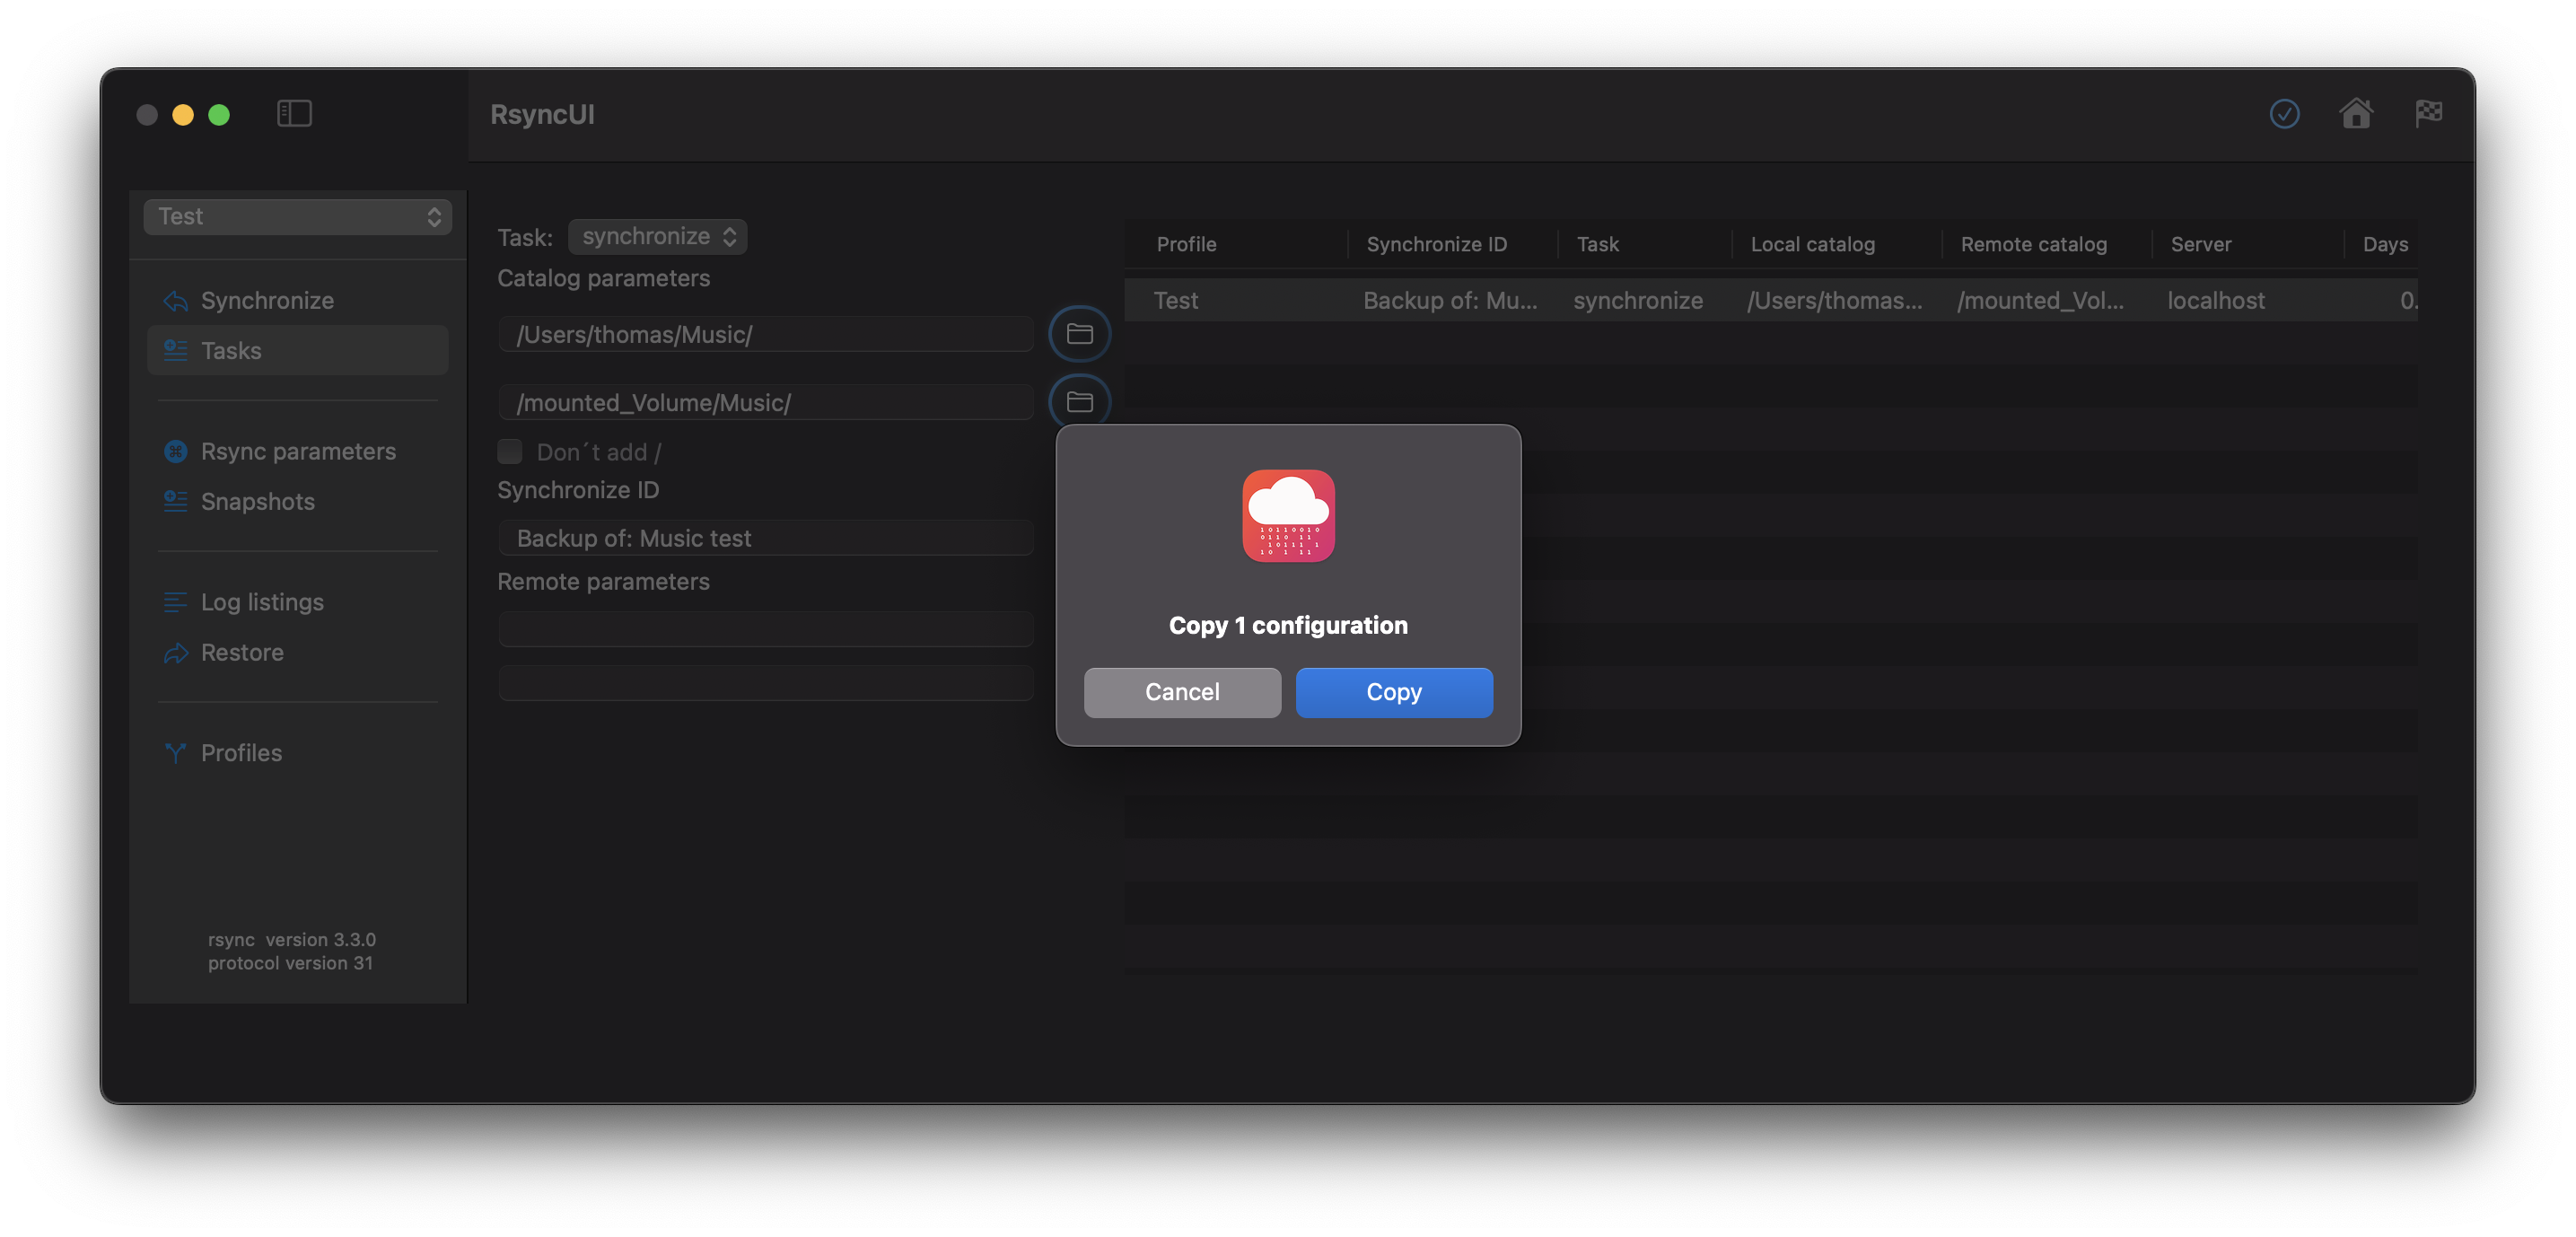 RsyncUI
Test
Synchronize
Tasks
Rsync parameters
Snapshots
Log listings
Restore
Profiles
rsync  version 3.3.0
protocol version 31
Task: synchronize
Catalog parameters
/Users/thomas/Music/
/mounted_Volume/Music/
Don´t add /
Synchronize ID
Backup of: Music test
Remote parameters
Profile Synchronize ID Task Local catalog Remote catalog Server Days
Test Backup of: Mu... synchronize /Users/thomas... /mounted_Vol... localhost 0.
Copy 1 configuration
Cancel Copy